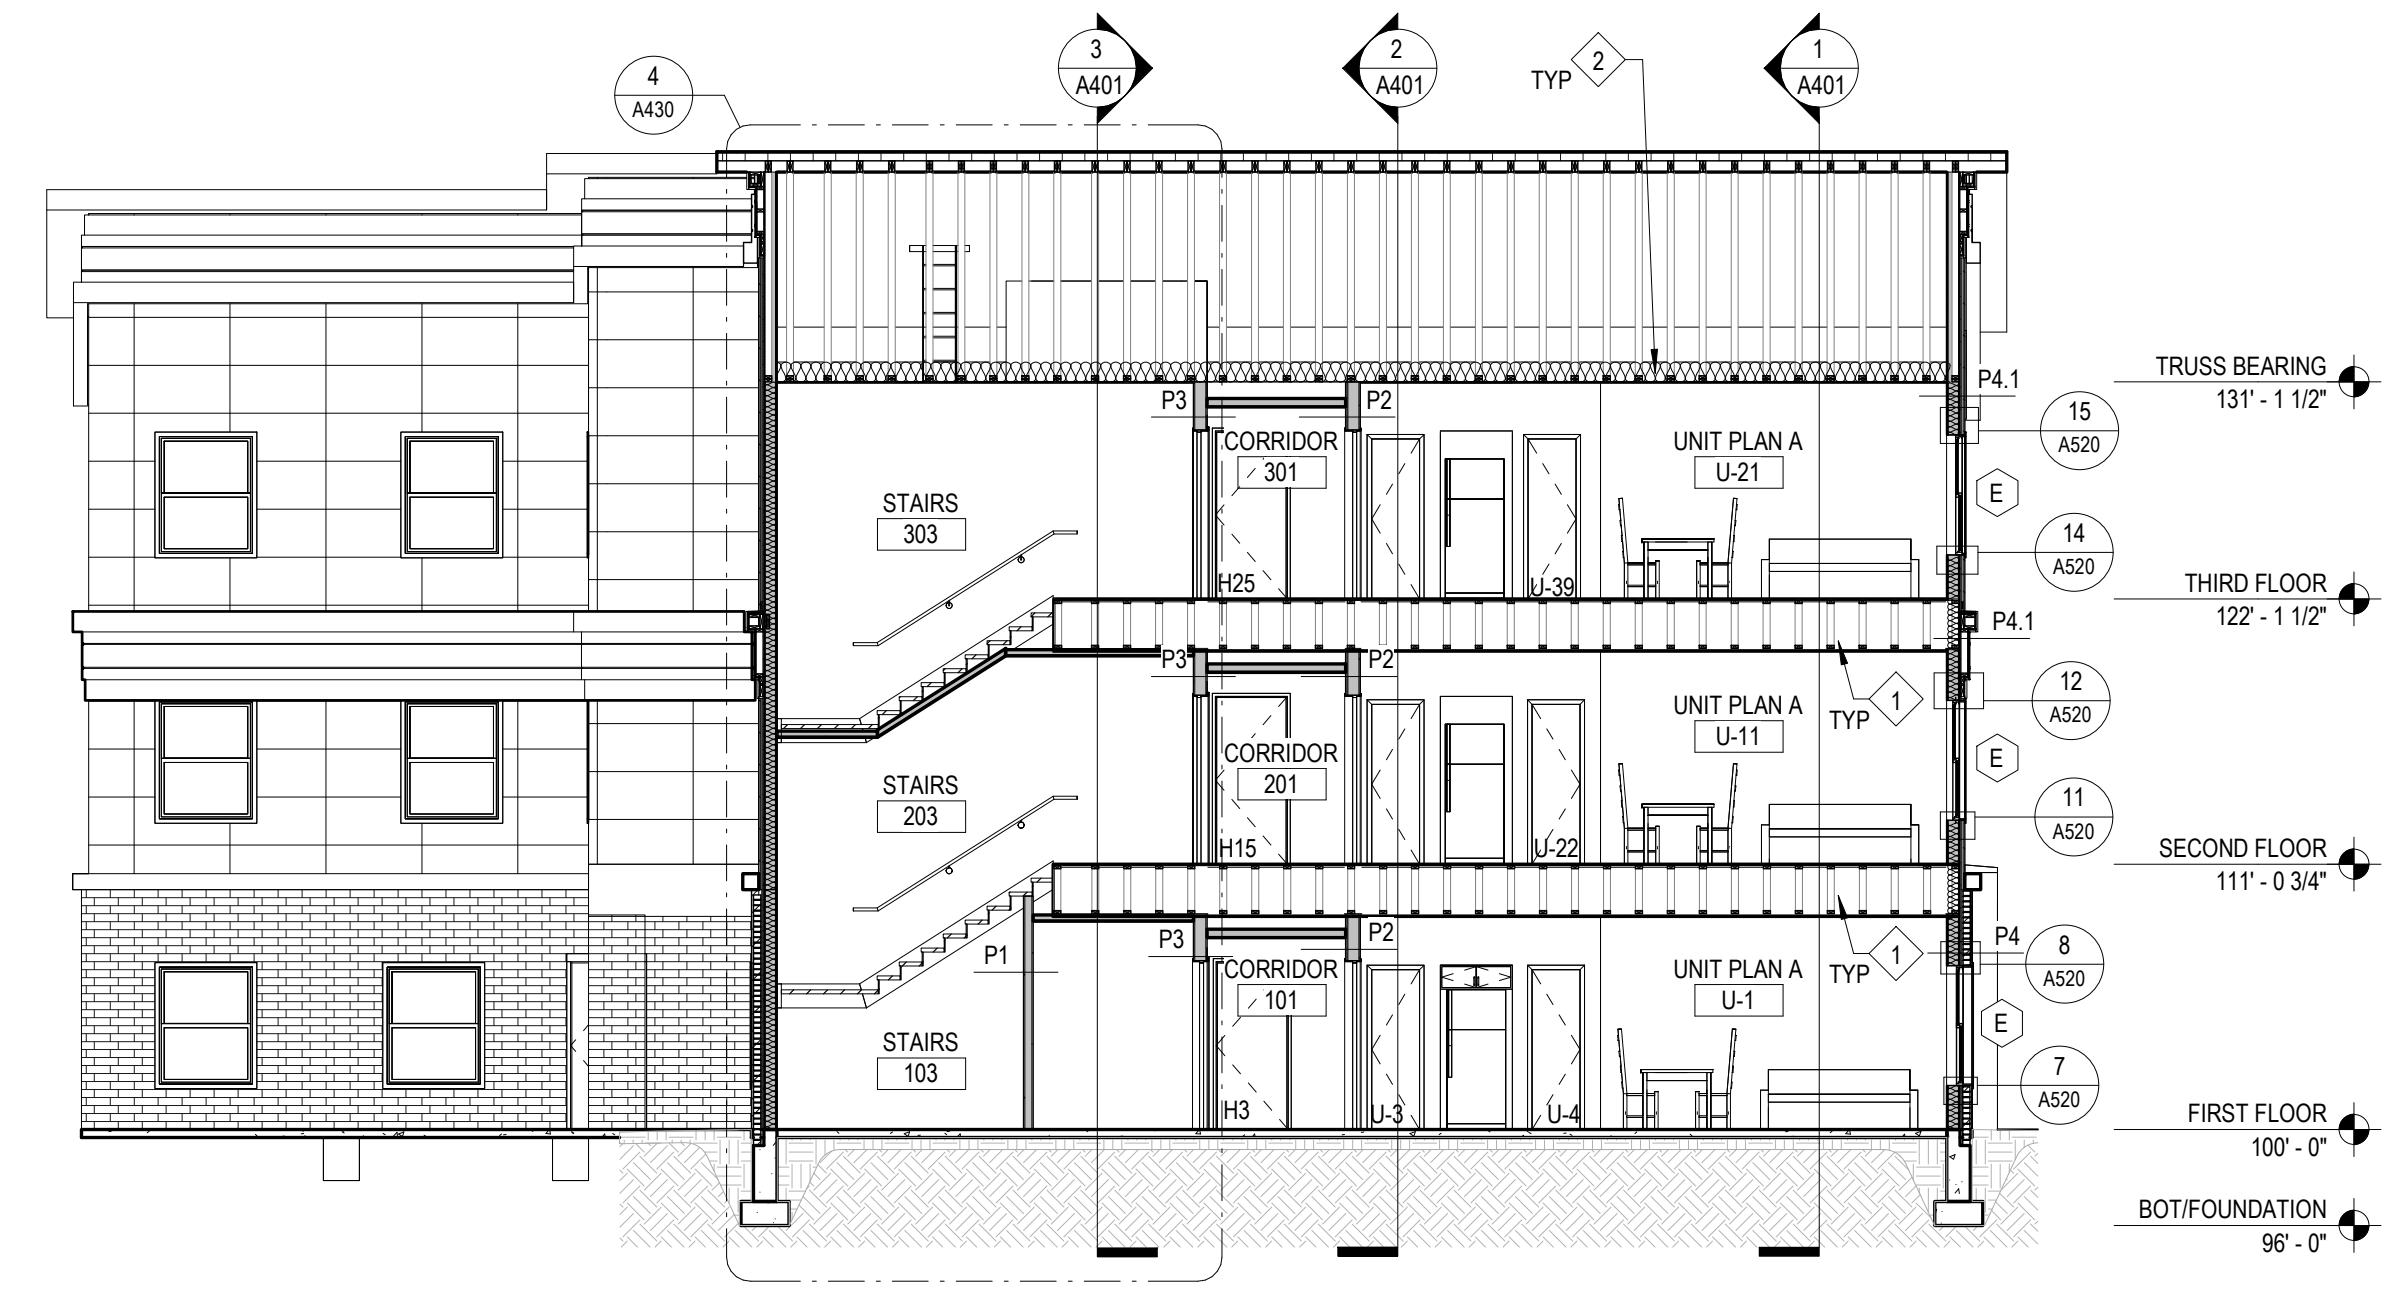 3
A401
2
A401
1
A401
TYP
2
4
A430
TRUSS BEARING
131' - 1 1/2"
P4.1
P3
P2
15
A520
CORRIDOR
301
UNIT PLAN A
U-21
STAIRS
303
E
14
A520
H25
U-39
THIRD FLOOR
122' - 1 1/2"
P4.1
P3
P2
12
A520
UNIT PLAN A
U-11
TYP
1
CORRIDOR
201
E
STAIRS
203
11
A520
H15
U-22
SECOND FLOOR
111' - 0 3/4"
P3
P2
P4
P1
8
A520
CORRIDOR
101
UNIT PLAN A
U-1
TYP
1
E
STAIRS
103
7
A520
H3
U-3
U-4
FIRST FLOOR
100' - 0"
BOT/FOUNDATION
96' - 0"